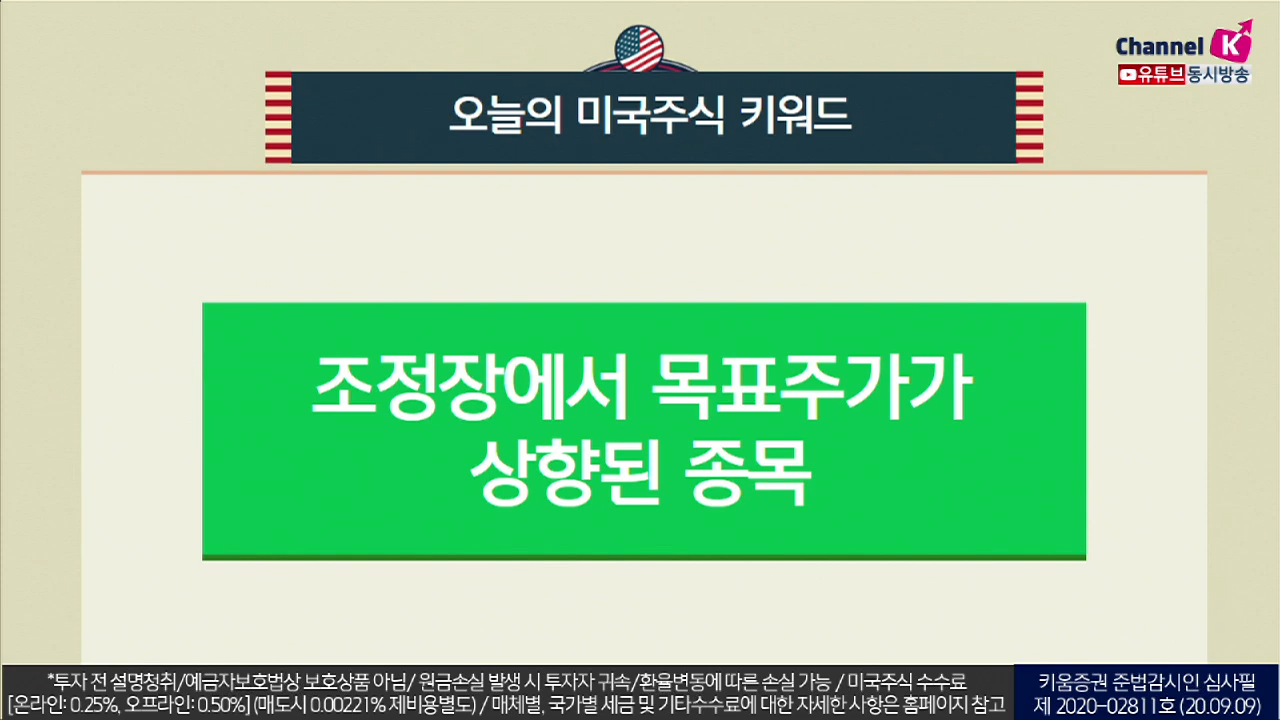 Channel K
유튜브 동시방송
오늘의 미국주식 키워드
조정장에서 목표주가가
상향된 종목
*투자 전 설명청취/예금자보호법상 보호상품 아님/ 원금손실 발생 시 투자자 귀속/환율변동에 따른 손실 가능 / 미국주식 수수료
[온라인: 0.25%, 오프라인: 0.50%] (매도시 0.00221% 제비용별도) / 매체별, 국가별 세금 및 기타수수료에 대한 자세한 사항은 홈페이지 참고
키움증권 준법감시인 심사필
제 2020-02811호 (20.09.09)